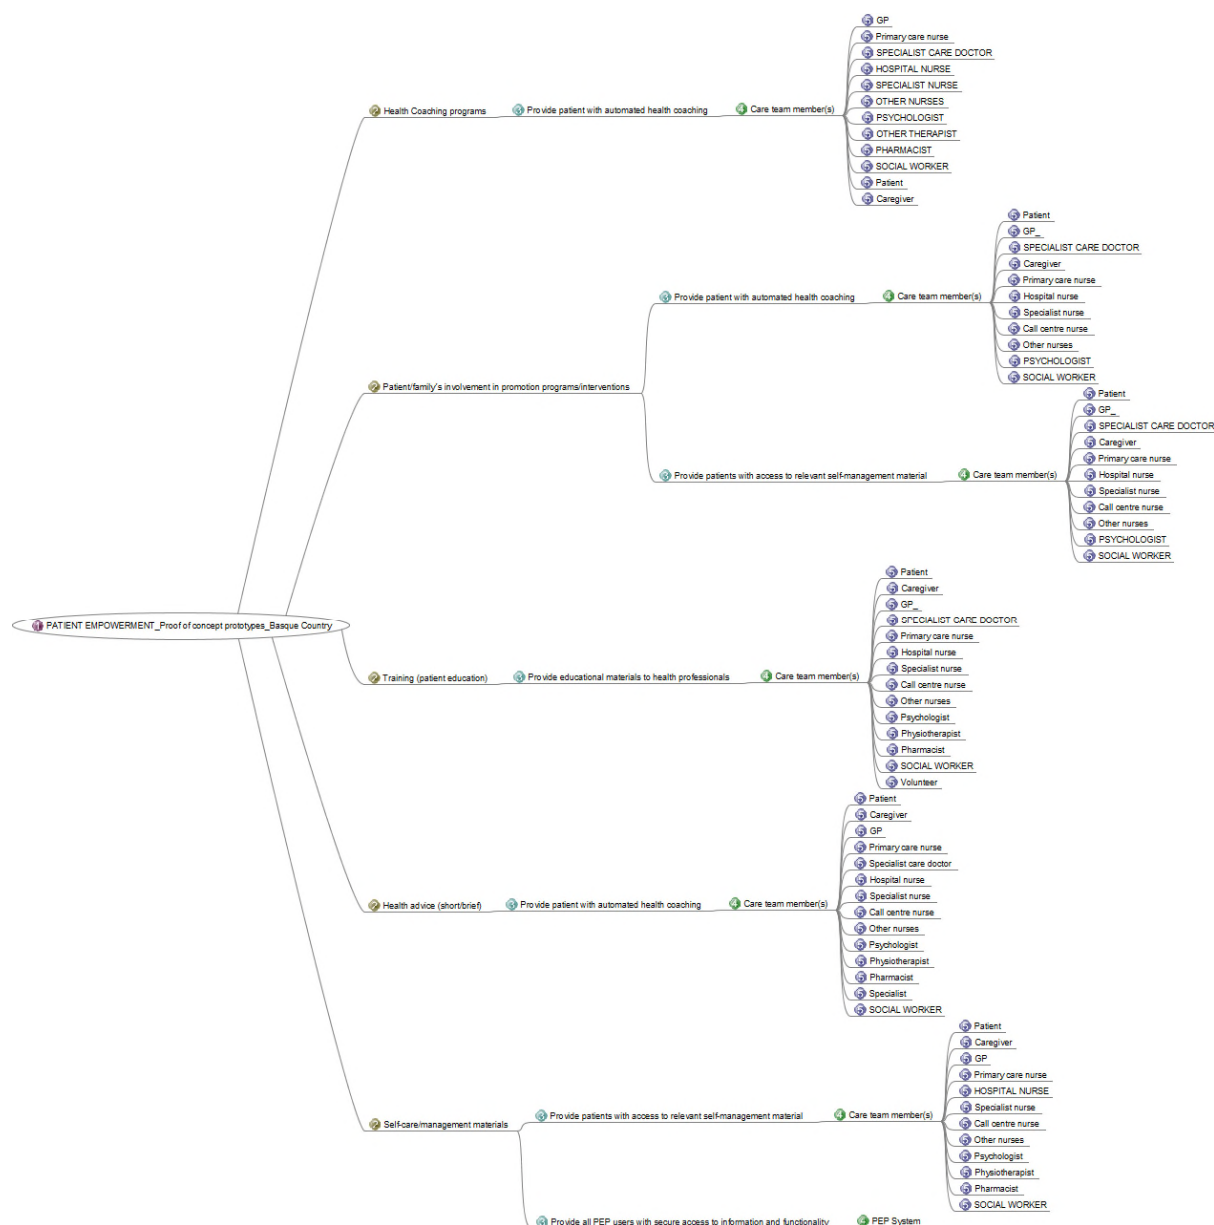 PATIENT EMPOWERMENT_Proof of concept prototypes_Basque Country
Health Coaching programs
Provide patient with automated health coaching
Care team member(s)
GP
Primary care nurse
SPECIALIST CARE DOCTOR
HOSPITAL NURSE
SPECIALIST NURSE
OTHER NURSES
PSYCHOLOGIST
OTHER THERAPIST
PHARMACIST
SOCIAL WORKER
Patient
Caregiver
Patient/family's involvement in promotion programs/interventions
Provide patient with automated health coaching
Care team member(s)
Patient
GP_
SPECIALIST CARE DOCTOR
Caregiver
Primary care nurse
Hospital nurse
Specialist nurse
Call centre nurse
Other nurses
PSYCHOLOGIST
SOCIAL WORKER
Provide patients with access to relevant self-management material
Care team member(s)
Patient
GP_
SPECIALIST CARE DOCTOR
Caregiver
Primary care nurse
Hospital nurse
Specialist nurse
Call centre nurse
Other nurses
PSYCHOLOGIST
SOCIAL WORKER
Training (patient education)
Provide educational materials to health professionals
Care team member(s)
Patient
Caregiver
GP_
SPECIALIST CARE DOCTOR
Primary care nurse
Hospital nurse
Specialist nurse
Call centre nurse
Other nurses
Psychologist
Physiotherapist
Pharmacist
SOCIAL WORKER
Volunteer
Health advice (short/brief)
Provide patient with automated health coaching
Care team member(s)
Patient
Caregiver
GP
Primary care nurse
Specialist care doctor
Hospital nurse
Specialist nurse
Call centre nurse
Other nurses
Psychologist
Physiotherapist
Pharmacist
Specialist
SOCIAL WORKER
Self-care/management materials
Provide patients with access to relevant self-management material
Care team member(s)
Patient
Caregiver
GP
Primary care nurse
HOSPITAL NURSE
Specialist nurse
Call centre nurse
Other nurses
Psychologist
Physiotherapist
Pharmacist
SOCIAL WORKER
Provide all PEP users with secure access to information and functionality
PEP System